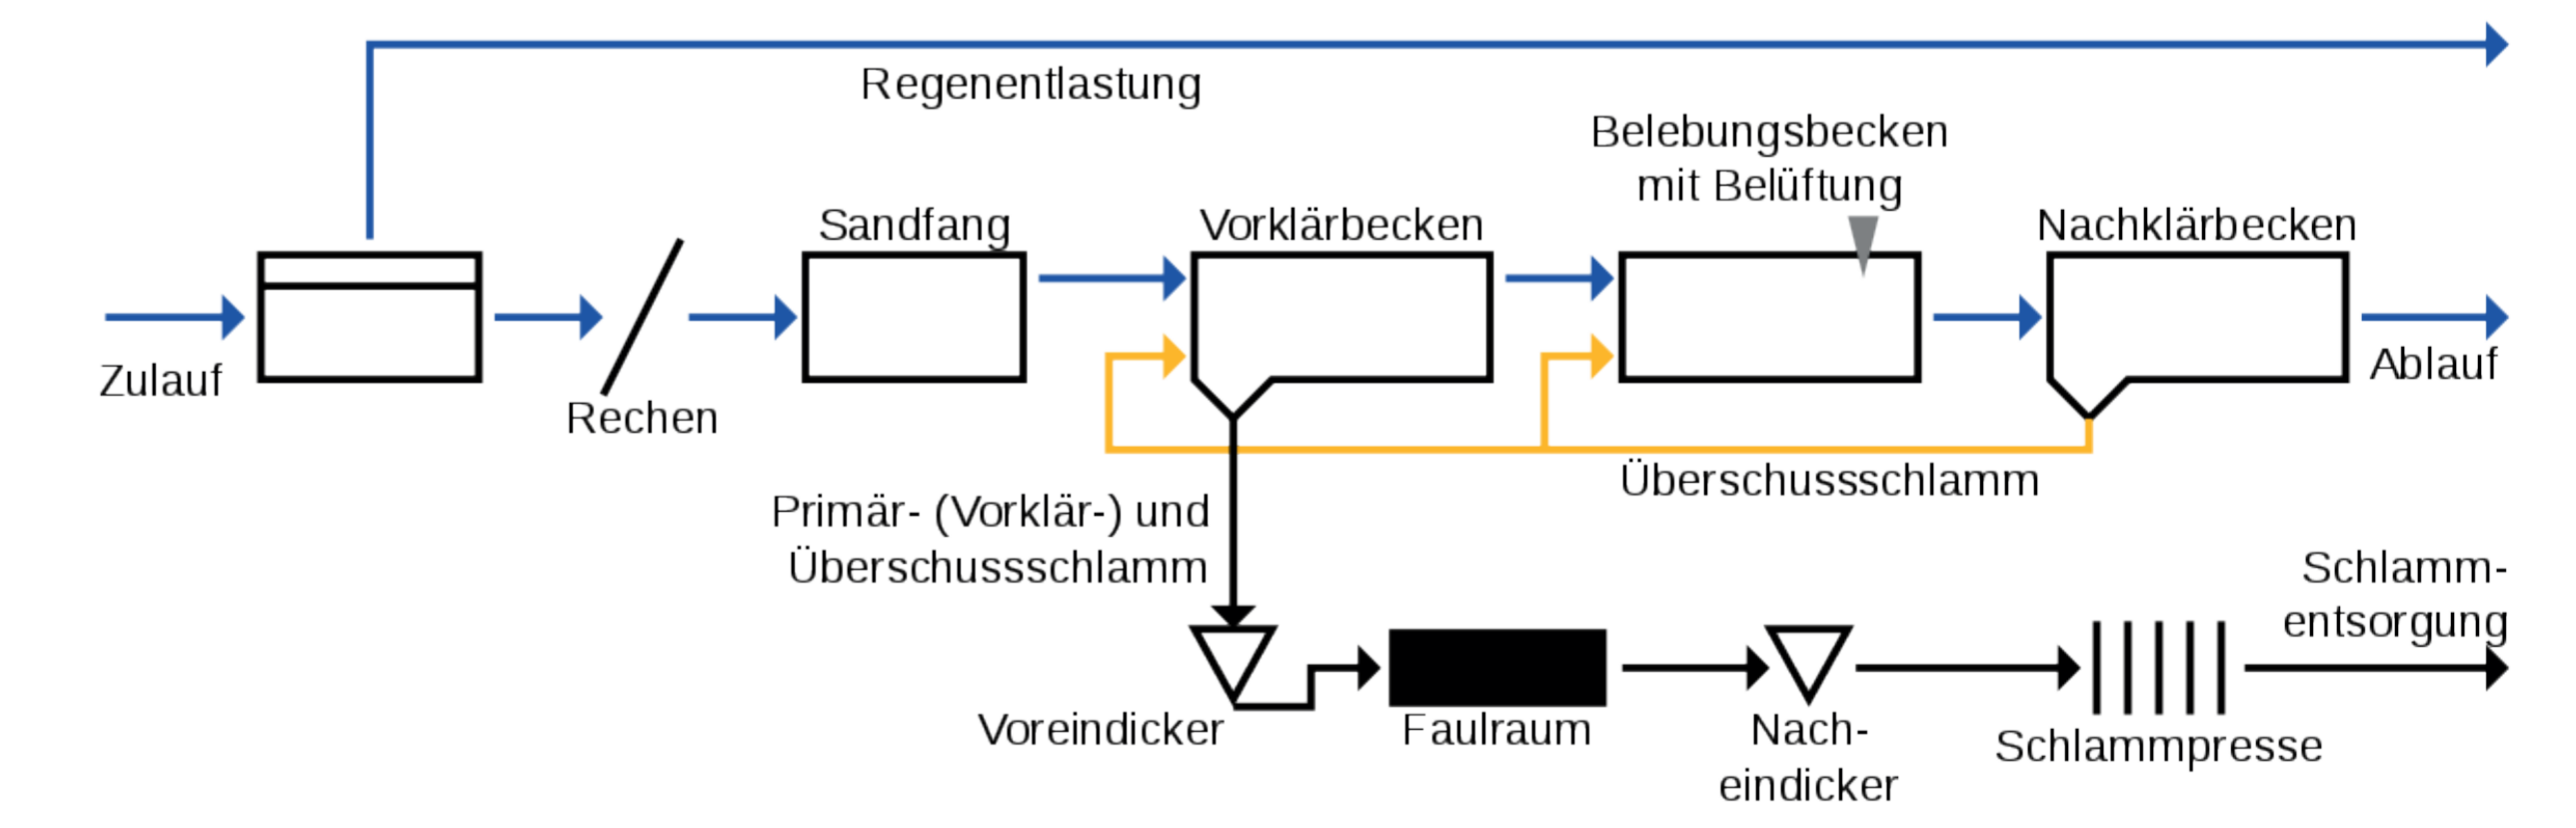 Regenentlastung
Belebungsbecken
mit Belüftung
Sandfang
Vorklärbecken
Nachklärbecken
Zulauf
Rechen
Ablauf
Überschussschlamm
Primär- (Vorklär-) und
Überschussschlamm
Schlamm-
entsorgung
Voreindicker
Faulraum
Nach-
eindicker
Schlammpresse